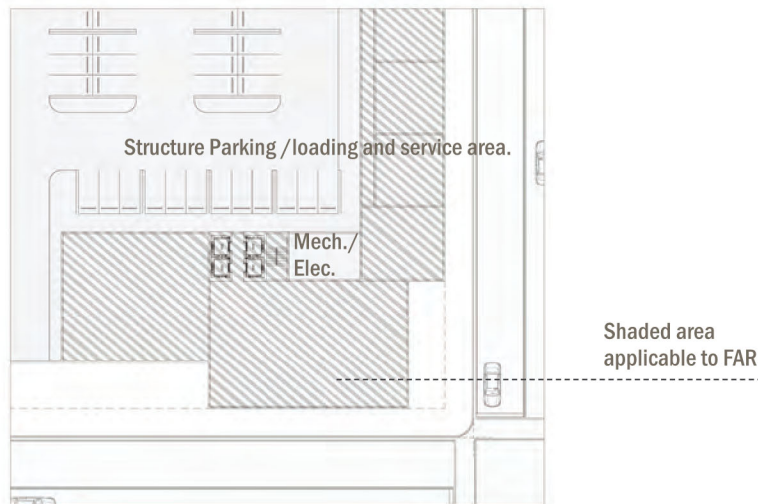 Structure Parking /loading and service area.
Mech./
Elec.
Shaded area
applicable to FAR